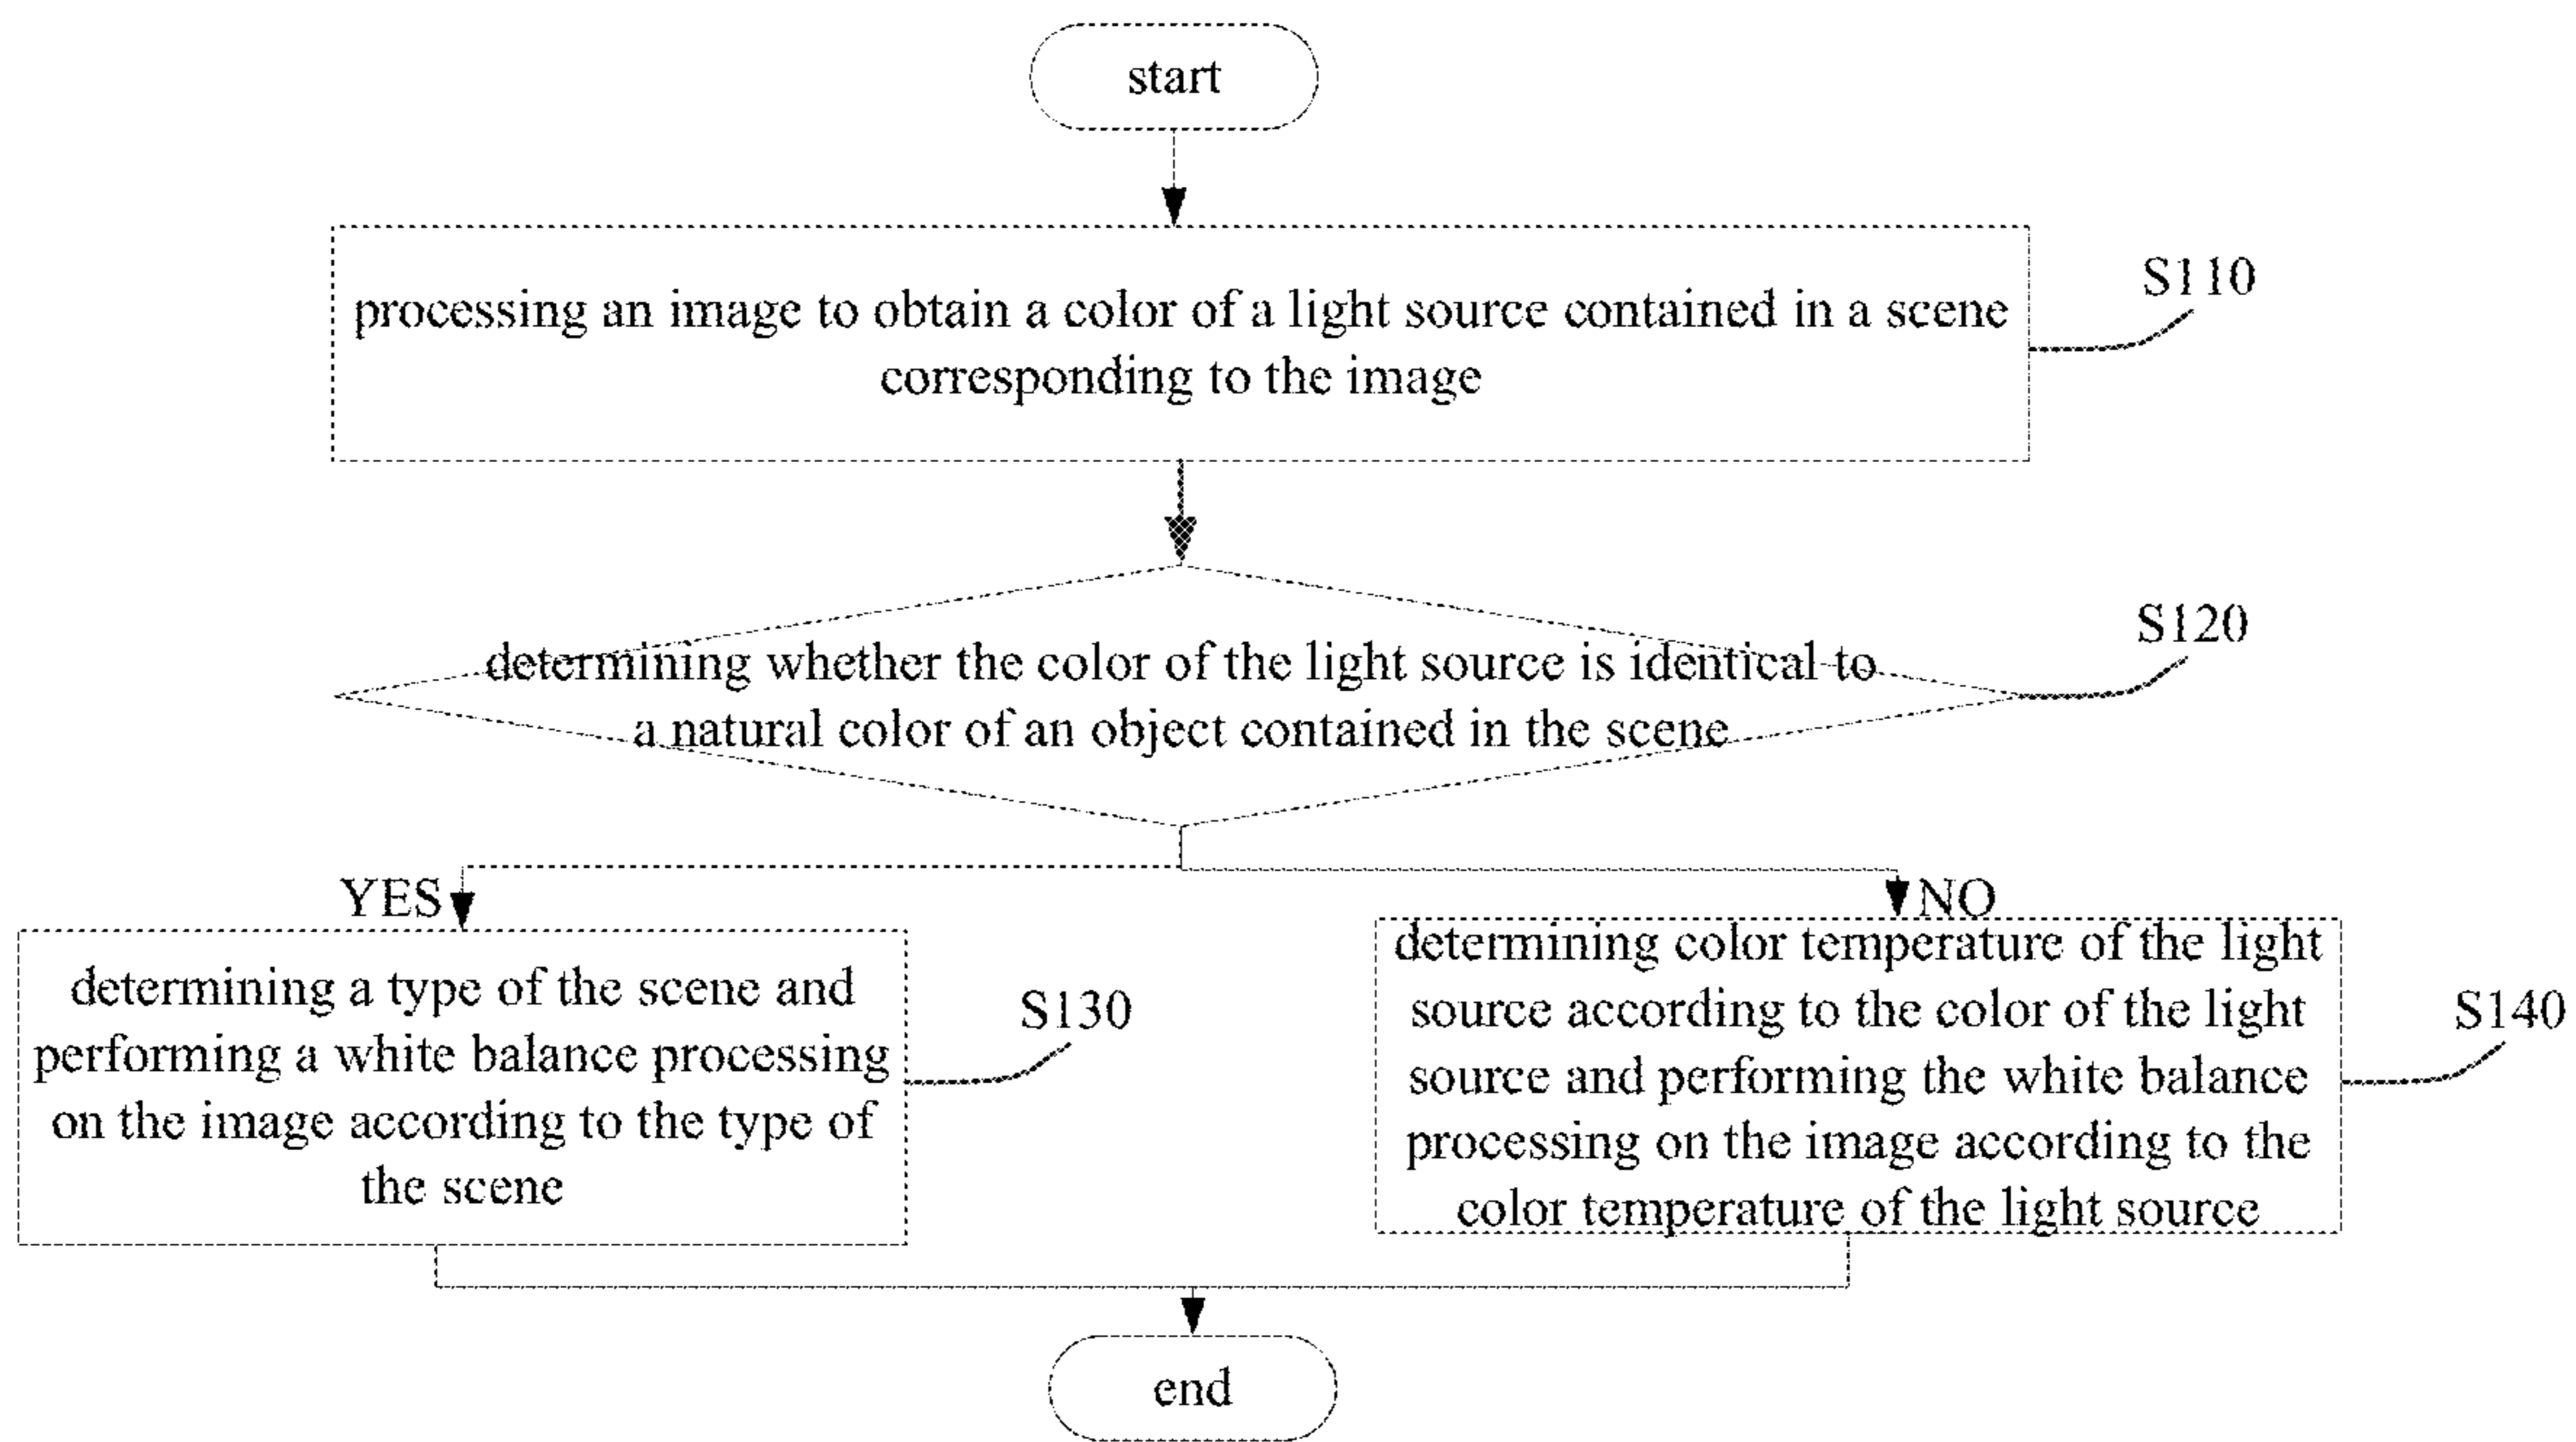 start
processing an image to obtain a color of a light source contained in a scene
corresponding to the image
S110
determining whether the color of the light source is identical to
a natural color of an object contained in the scene
S120
YES
NO
determining a type of the scene and
performing a white balance processing
on the image according to the type of
the scene
S130
determining color temperature of the light
source according to the color of the light
source and performing the white balance
processing on the image according to the
color temperature of the light source
S140
end